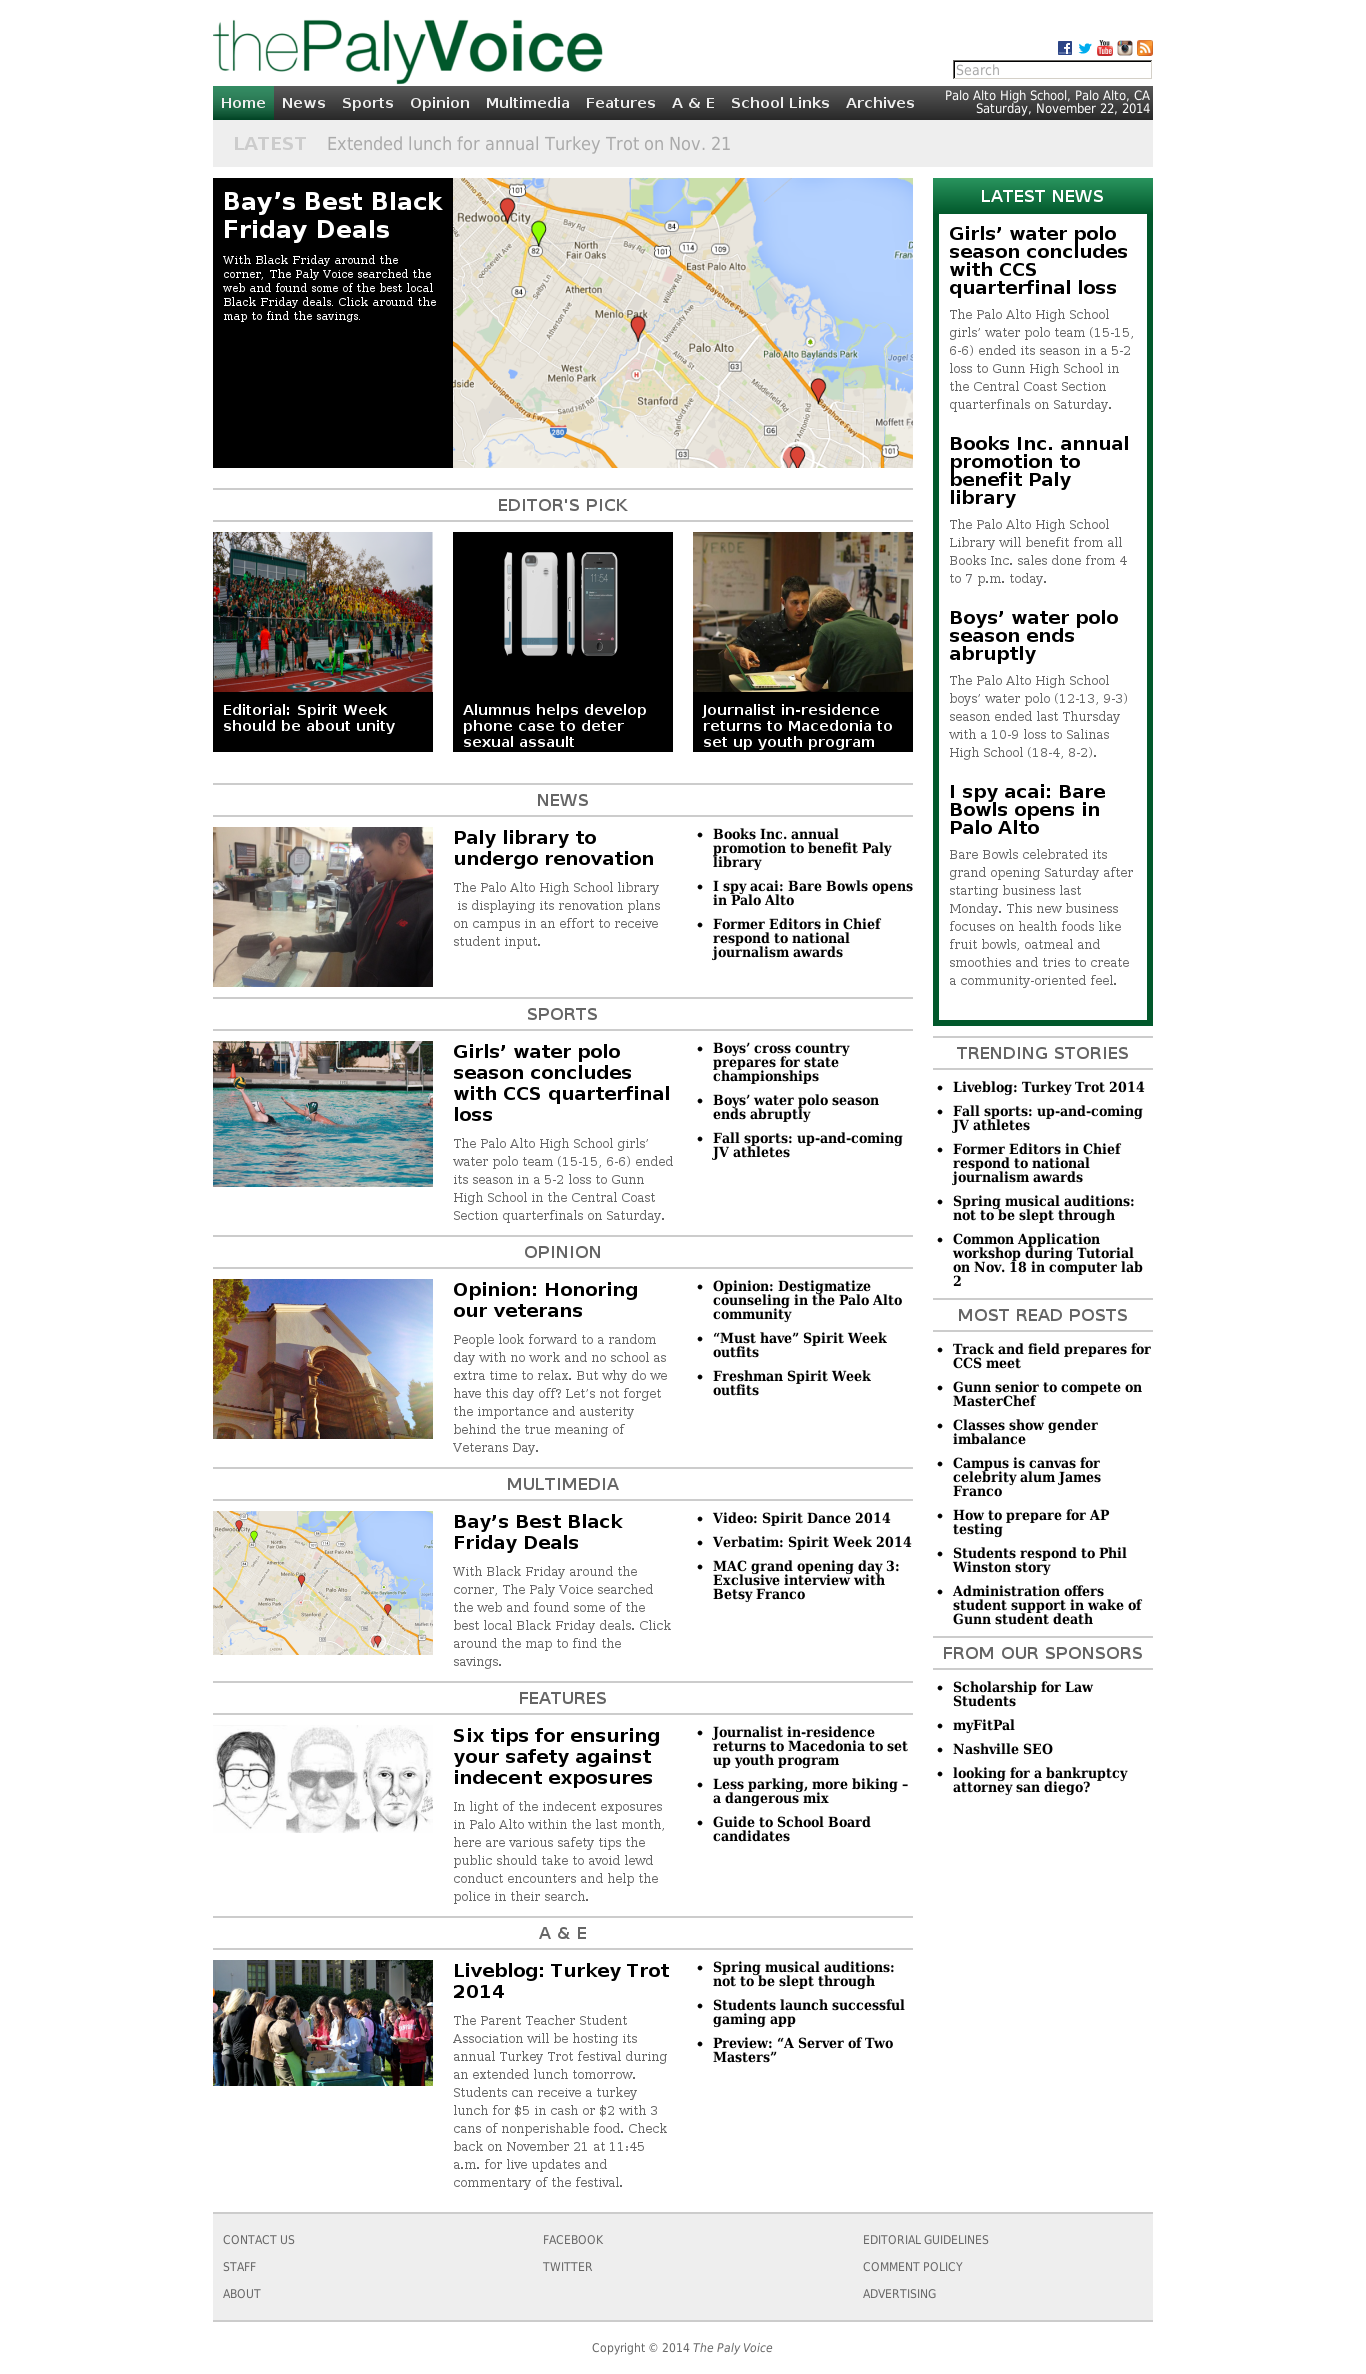 thePalyVoice
Search
Home News Sports Opinion Multimedia Features A & E School Links Archives
Palo Alto High School, Palo Alto, CA
Saturday, November 22, 2014
LATEST Extended lunch for annual Turkey Trot on Nov. 21
Bay’s Best Black
Friday Deals
With Black Friday around the
corner, The Paly Voice searched the
web and found some of the best local
Black Friday deals. Click around the
map to find the savings.
Redwood City
North
Fair Oaks
Atherton
East Palo Alto
Menlo Park
Palo Alto
Palo Alto Baylands Park
West
Menlo Park
Stanford
EDITOR'S PICK
Editorial: Spirit Week
should be about unity
Alumnus helps develop
phone case to deter
sexual assault
VERDE
Journalist in-residence
returns to Macedonia to
set up youth program
NEWS
Paly library to
undergo renovation
The Palo Alto High School library
is displaying its renovation plans
on campus in an effort to receive
student input.
• Books Inc. annual
promotion to benefit Paly
library
• I spy acai: Bare Bowls opens
in Palo Alto
• Former Editors in Chief
respond to national
journalism awards
SPORTS
Girls’ water polo
season concludes
with CCS quarterfinal
loss
The Palo Alto High School girls’
water polo team (15-15, 6-6) ended
its season in a 5-2 loss to Gunn
High School in the Central Coast
Section quarterfinals on Saturday.
• Boys’ cross country
prepares for state
championships
• Boys’ water polo season
ends abruptly
• Fall sports: up-and-coming
JV athletes
OPINION
Opinion: Honoring
our veterans
People look forward to a random
day with no work and no school as
extra time to relax. But why do we
have this day off? Let’s not forget
the importance and austerity
behind the true meaning of
Veterans Day.
• Opinion: Destigmatize
counseling in the Palo Alto
community
• “Must have” Spirit Week
outfits
• Freshman Spirit Week
outfits
MULTIMEDIA
Bay’s Best Black
Friday Deals
With Black Friday around the
corner, The Paly Voice searched
the web and found some of the
best local Black Friday deals. Click
around the map to find the
savings.
• Video: Spirit Dance 2014
• Verbatim: Spirit Week 2014
• MAC grand opening day 3:
Exclusive interview with
Betsy Franco
FEATURES
Six tips for ensuring
your safety against
indecent exposures
In light of the indecent exposures
in Palo Alto within the last month,
here are various safety tips the
public should take to avoid lewd
conduct encounters and help the
police in their search.
• Journalist in-residence
returns to Macedonia to set
up youth program
• Less parking, more biking –
a dangerous mix
• Guide to School Board
candidates
A & E
Liveblog: Turkey Trot
2014
The Parent Teacher Student
Association will be hosting its
annual Turkey Trot festival during
an extended lunch tomorrow.
Students can receive a turkey
lunch for $5 in cash or $2 with 3
cans of nonperishable food. Check
back on November 21 at 11:45
a.m. for live updates and
commentary of the festival.
• Spring musical auditions:
not to be slept through
• Students launch successful
gaming app
• Preview: “A Server of Two
Masters”
LATEST NEWS
Girls’ water polo
season concludes
with CCS
quarterfinal loss
The Palo Alto High School
girls’ water polo team (15-15,
6-6) ended its season in a 5-2
loss to Gunn High School in
the Central Coast Section
quarterfinals on Saturday.
Books Inc. annual
promotion to
benefit Paly
library
The Palo Alto High School
Library will benefit from all
Books Inc. sales done from 4
to 7 p.m. today.
Boys’ water polo
season ends
abruptly
The Palo Alto High School
boys’ water polo (12-13, 9-3)
season ended last Thursday
with a 10-9 loss to Salinas
High School (18-4, 8-2).
I spy acai: Bare
Bowls opens in
Palo Alto
Bare Bowls celebrated its
grand opening Saturday after
starting business last
Monday. This new business
focuses on health foods like
fruit bowls, oatmeal and
smoothies and tries to create
a community-oriented feel.
TRENDING STORIES
• Liveblog: Turkey Trot 2014
• Fall sports: up-and-coming
JV athletes
• Former Editors in Chief
respond to national
journalism awards
• Spring musical auditions:
not to be slept through
• Common Application
workshop during Tutorial
on Nov. 18 in computer lab
2
MOST READ POSTS
• Track and field prepares for
CCS meet
• Gunn senior to compete on
MasterChef
• Classes show gender
imbalance
• Campus is canvas for
celebrity alum James
Franco
• How to prepare for AP
testing
• Students respond to Phil
Winston story
• Administration offers
student support in wake of
Gunn student death
FROM OUR SPONSORS
• Scholarship for Law
Students
• myFitPal
• Nashville SEO
• looking for a bankruptcy
attorney san diego?
CONTACT US FACEBOOK EDITORIAL GUIDELINES
STAFF TWITTER COMMENT POLICY
ABOUT ADVERTISING
Copyright © 2014 The Paly Voice